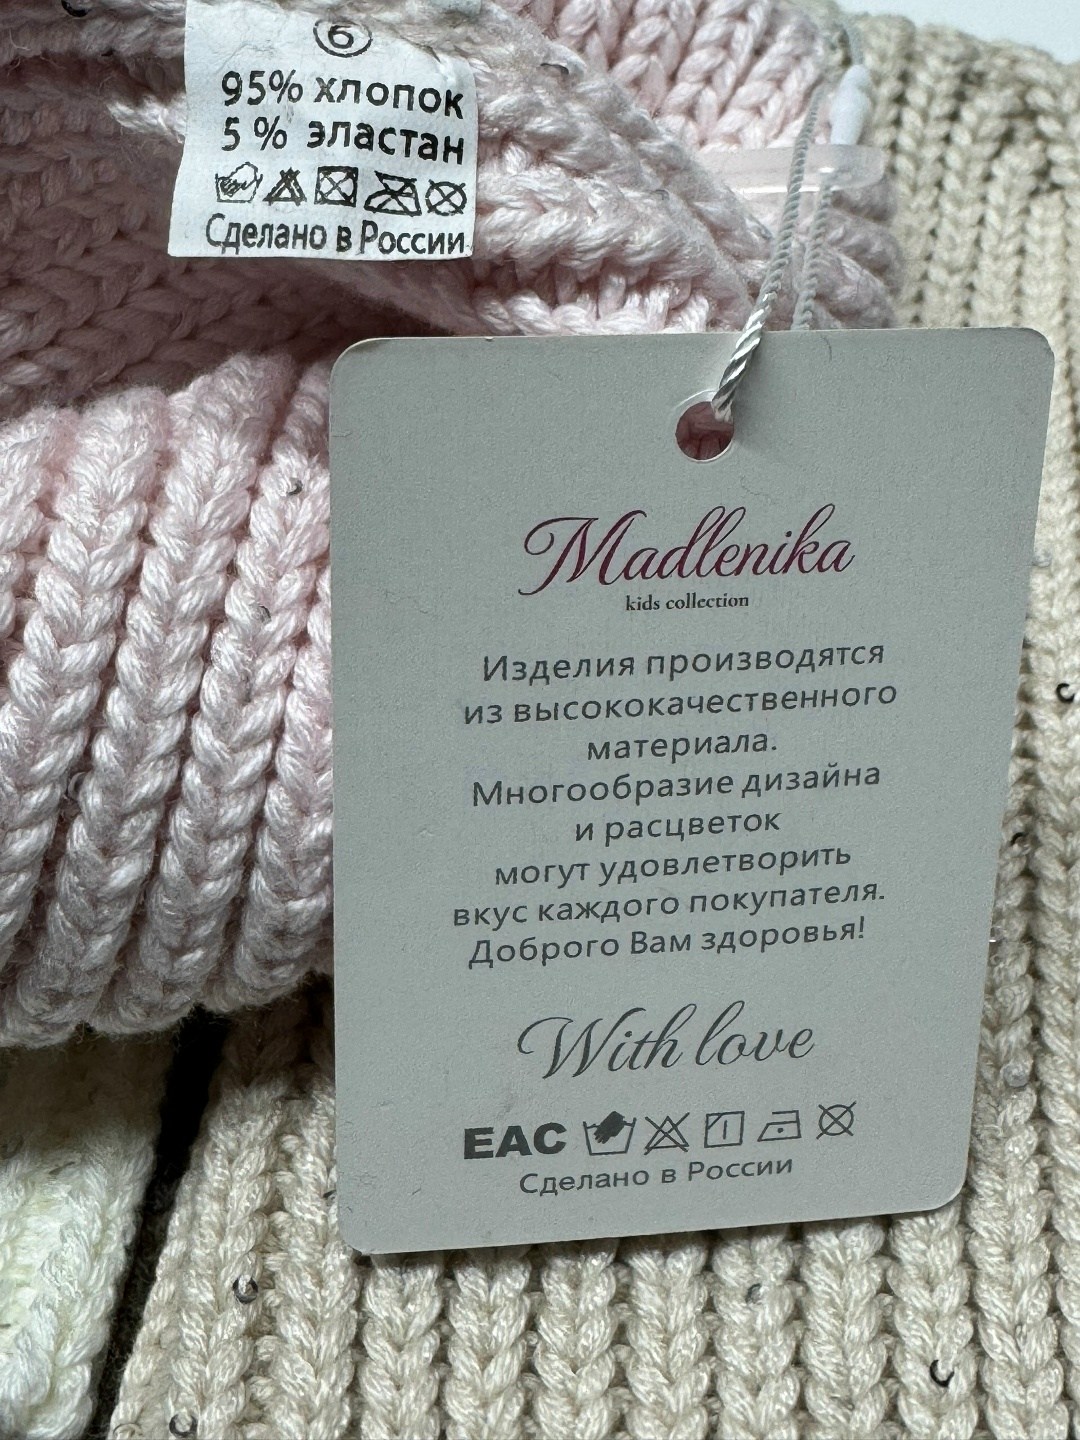 6
95% хлопок
5 % эластан
Сделано в России
Madlenika
kids collection
Изделия производятся
из высококачественного
материала.
Многообразие дизайна
и расцветок
могут удовлетворить
вкус каждого покупателя.
Доброго Вам здоровья!
With love
EAC
Сделано в России